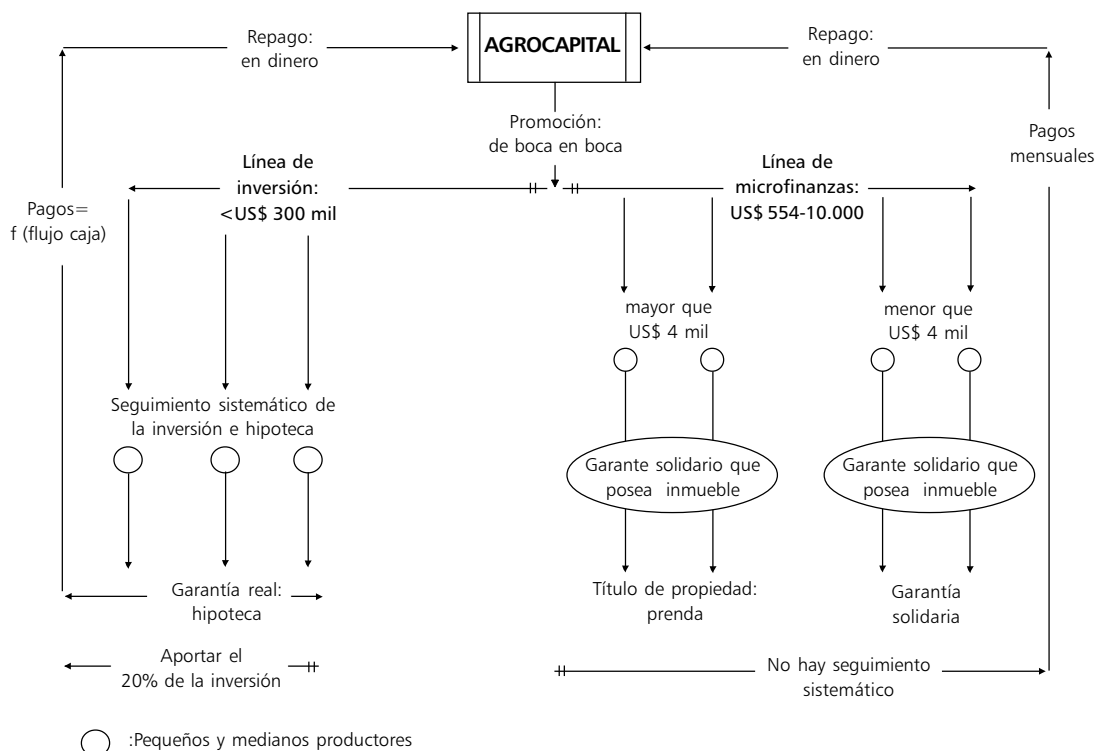 AGROCAPITAL
Repago:
en dinero
Repago:
en dinero
Promoción:
de boca en boca
Pagos
mensuales
Línea de
inversión:
<US$ 300 mil
Línea de
microfinanzas:
US$ 554-10.000
Pagos=
f (flujo caja)
mayor que
US$ 4 mil
menor que
US$ 4 mil
Seguimiento sistemático de
la inversión e hipoteca
Garante solidario que
posea inmueble
Garante solidario que
posea inmueble
Garantía real:
hipoteca
Título de propiedad:
prenda
Garantía
solidaria
Aportar el
20% de la inversión
No hay seguimiento
sistemático
:Pequeños y medianos productores